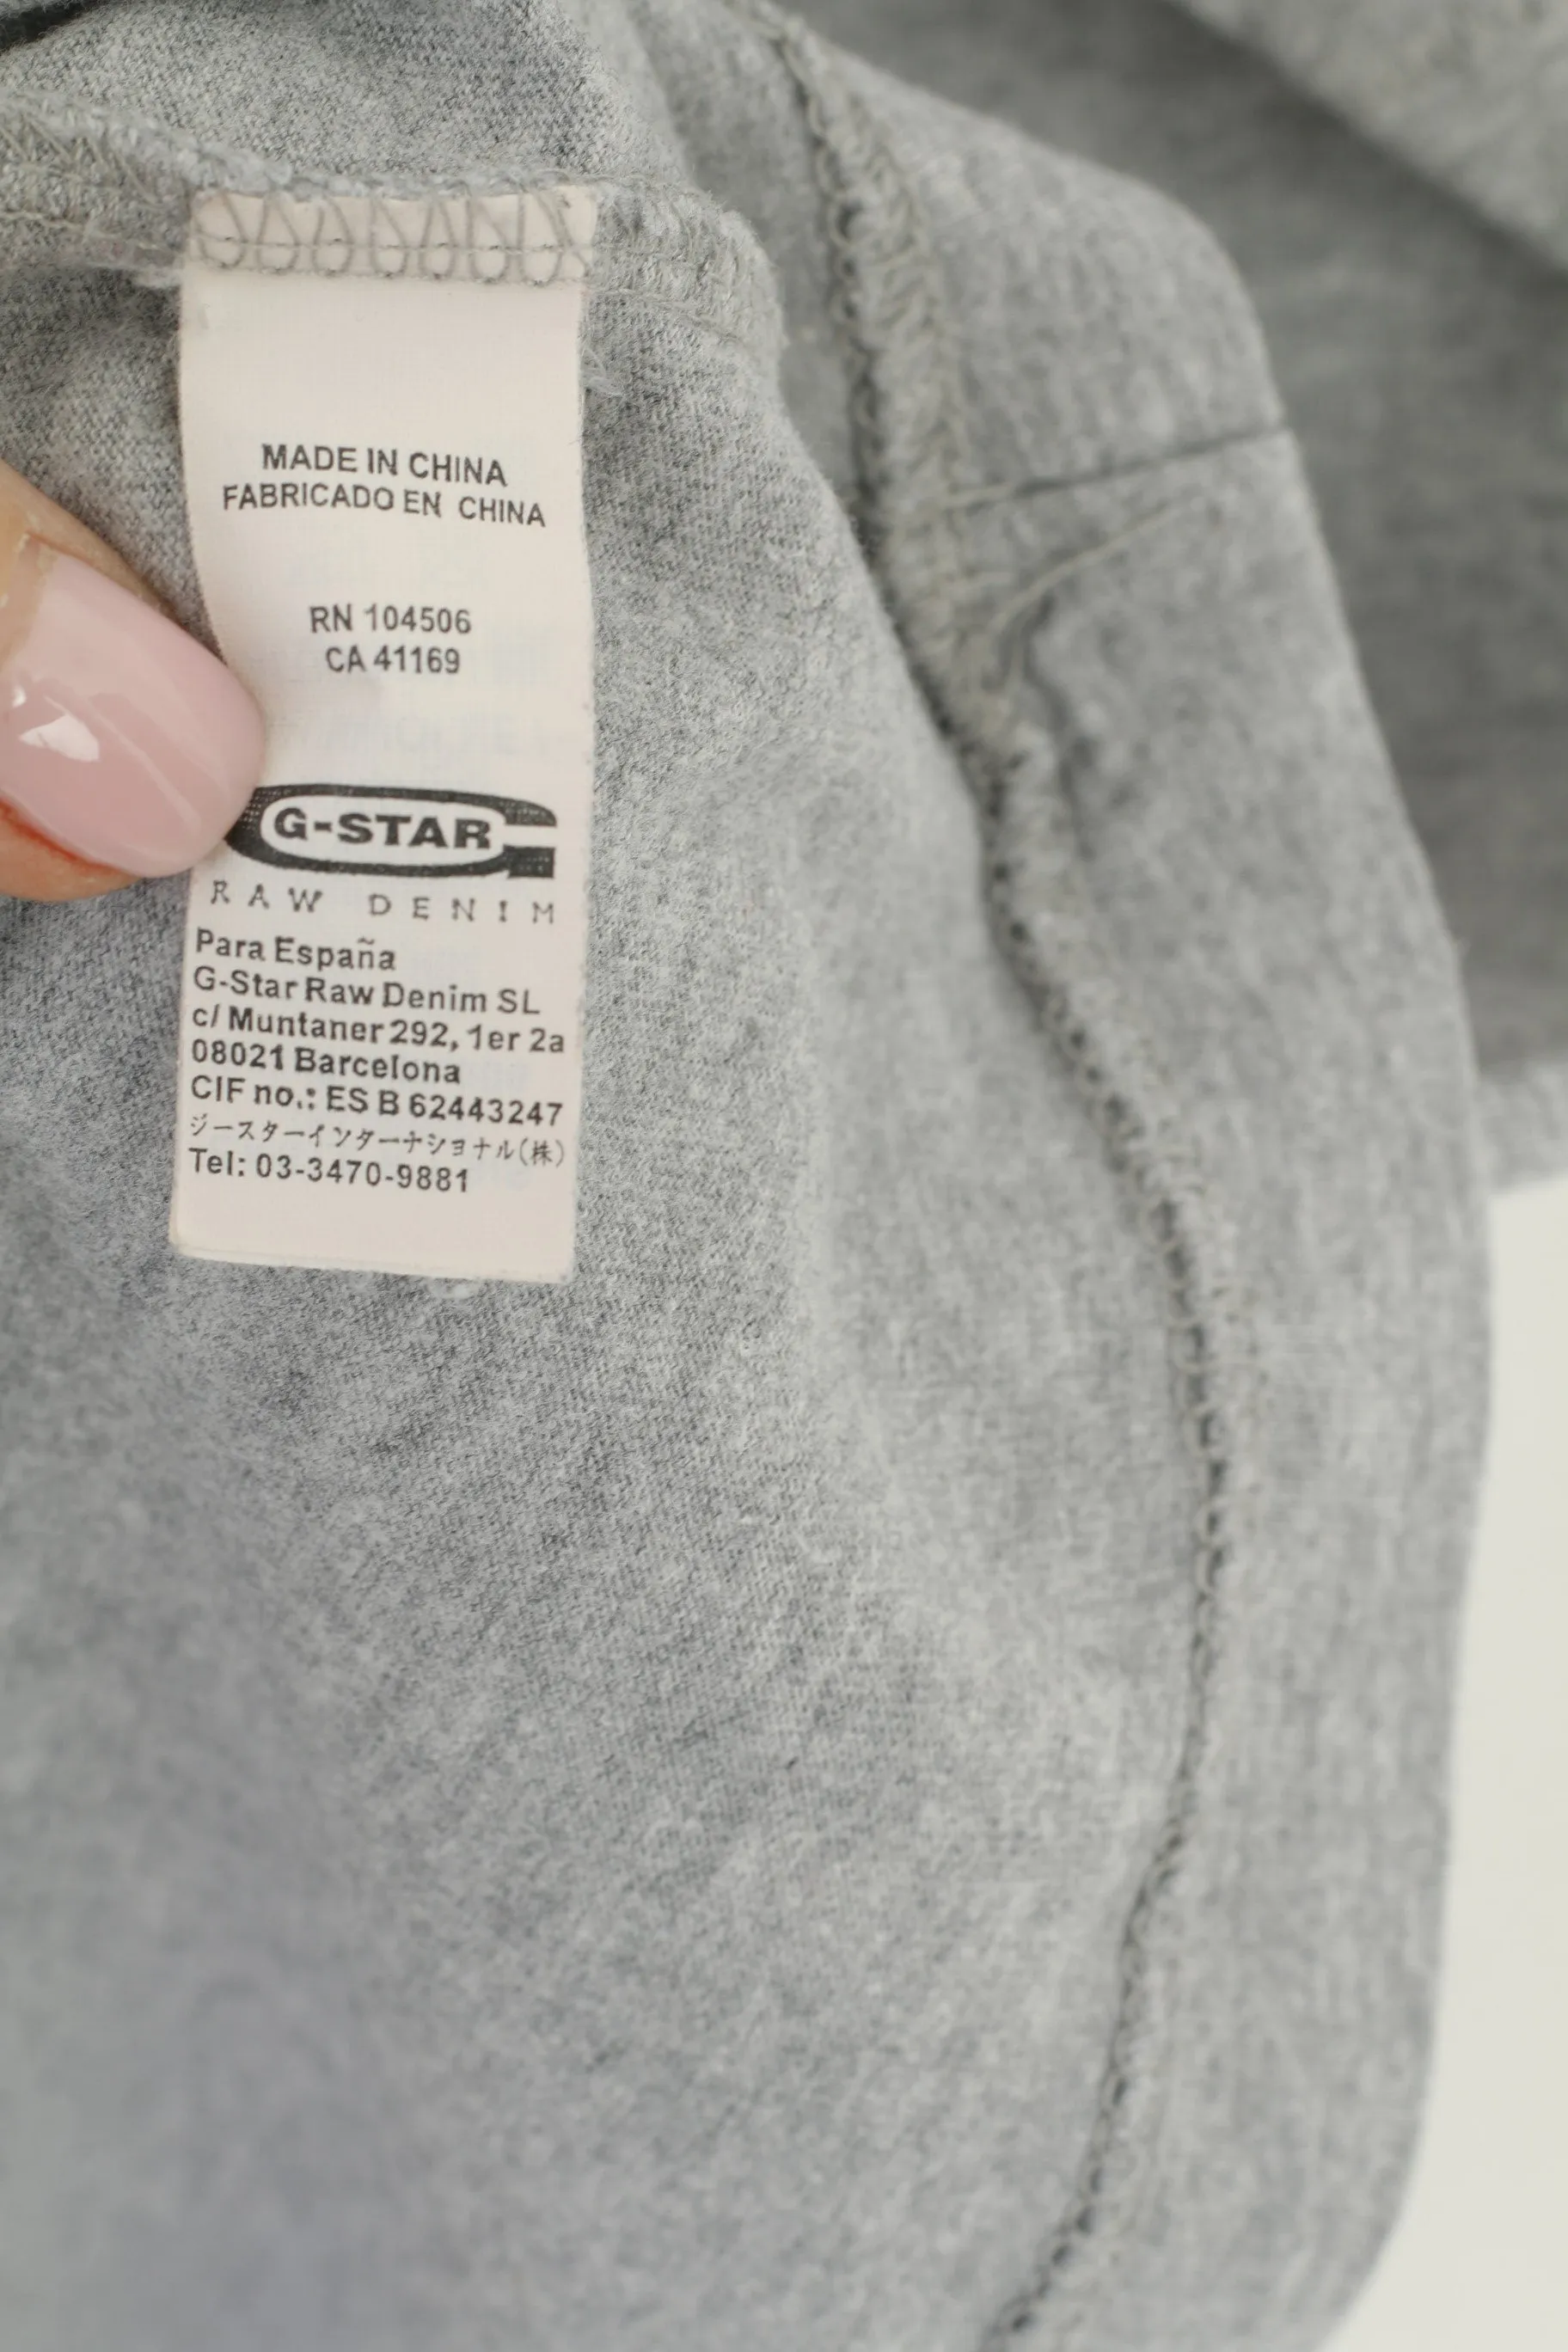 MADE IN CHINA
FABRICADO EN CHINA
RN 104506
CA 41169
G-STAR
RAW DENIM
Para España
G-Star Raw Denim SL
c/ Muntaner 292, 1er 2a
08021 Barcelona
CIF no.: ES B 62443247
ジースターインターナショナル(株)
Tel: 03-3470-9881